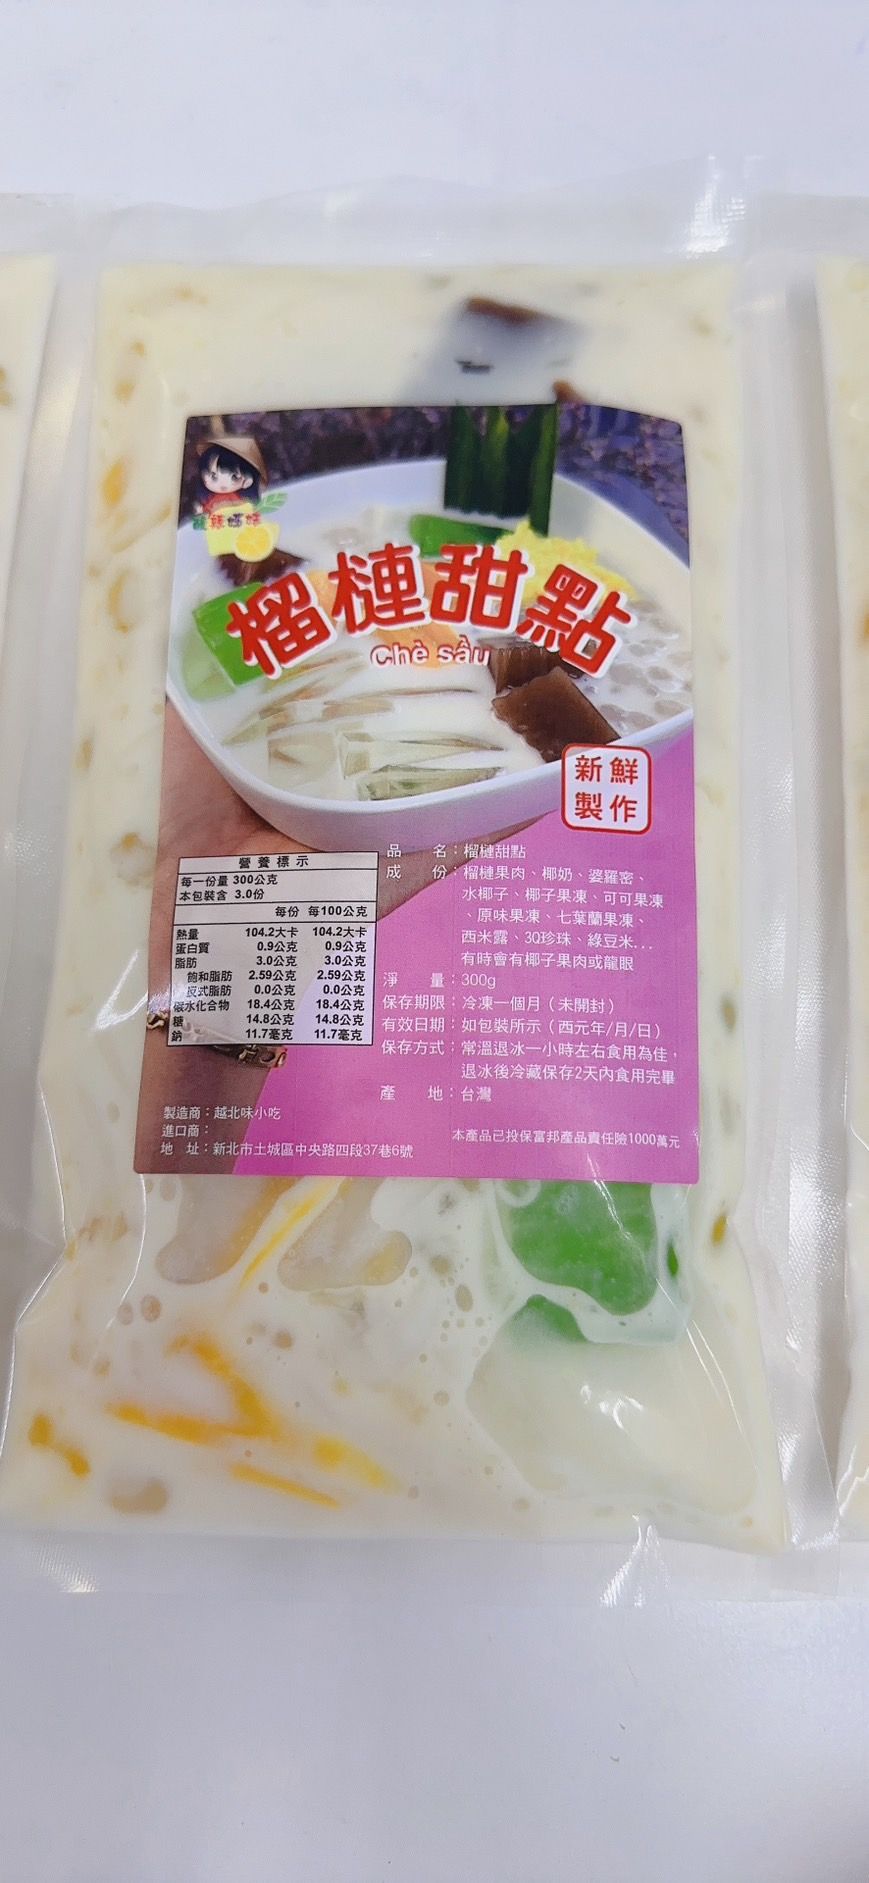 榴槤甜點
Chè sầu
新鮮
製作
營養標示
每一份量 300公克
本包裝含 3.0份
每份 每100公克
熱量 104.2大卡 104.2大卡
蛋白質 0.9公克 0.9公克
脂肪 3.0公克 3.0公克
飽和脂肪 2.59公克 2.59公克
反式脂肪 0.0公克 0.0公克
碳水化合物 18.4公克 18.4公克
糖 14.8公克 14.8公克
鈉 11.7毫克 11.7毫克
品 名：榴槤甜點
成 份：榴槤果肉、椰奶、婆羅密、
水椰子、椰子果凍、可可果凍
、原味果凍、七葉蘭果凍、
西米露、3Q珍珠、綠豆米...
有時會有椰子果肉或龍眼
淨 量：300g
保存期限：冷凍一個月（未開封）
有效日期：如包裝所示（西元年/月/日）
保存方式：常溫退冰一小時左右食用為佳，
退冰後冷藏保存2天內食用完畢
產 地：台灣
製造商：越北味小吃
進口商：
地 址：新北市土城區中央路四段37巷6號
本產品已投保富邦產品責任險1000萬元